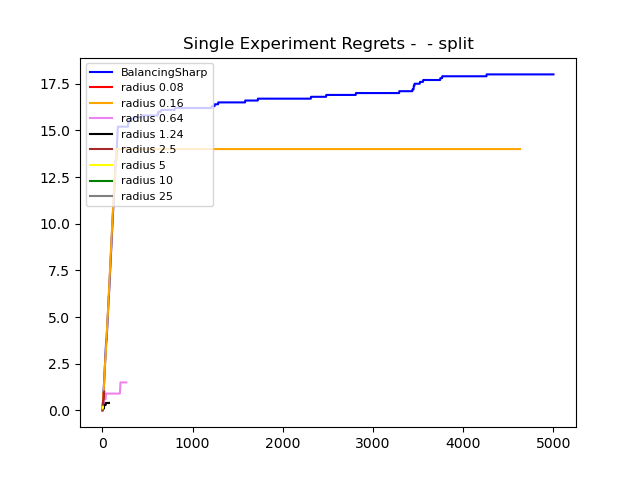 Single Experiment Regrets -  - split
BalancingSharp
radius 0.08
radius 0.16
radius 0.64
radius 1.24
radius 2.5
radius 5
radius 10
radius 25
17.5
15.0
12.5
10.0
7.5
5.0
2.5
0.0
0 1000 2000 3000 4000 5000